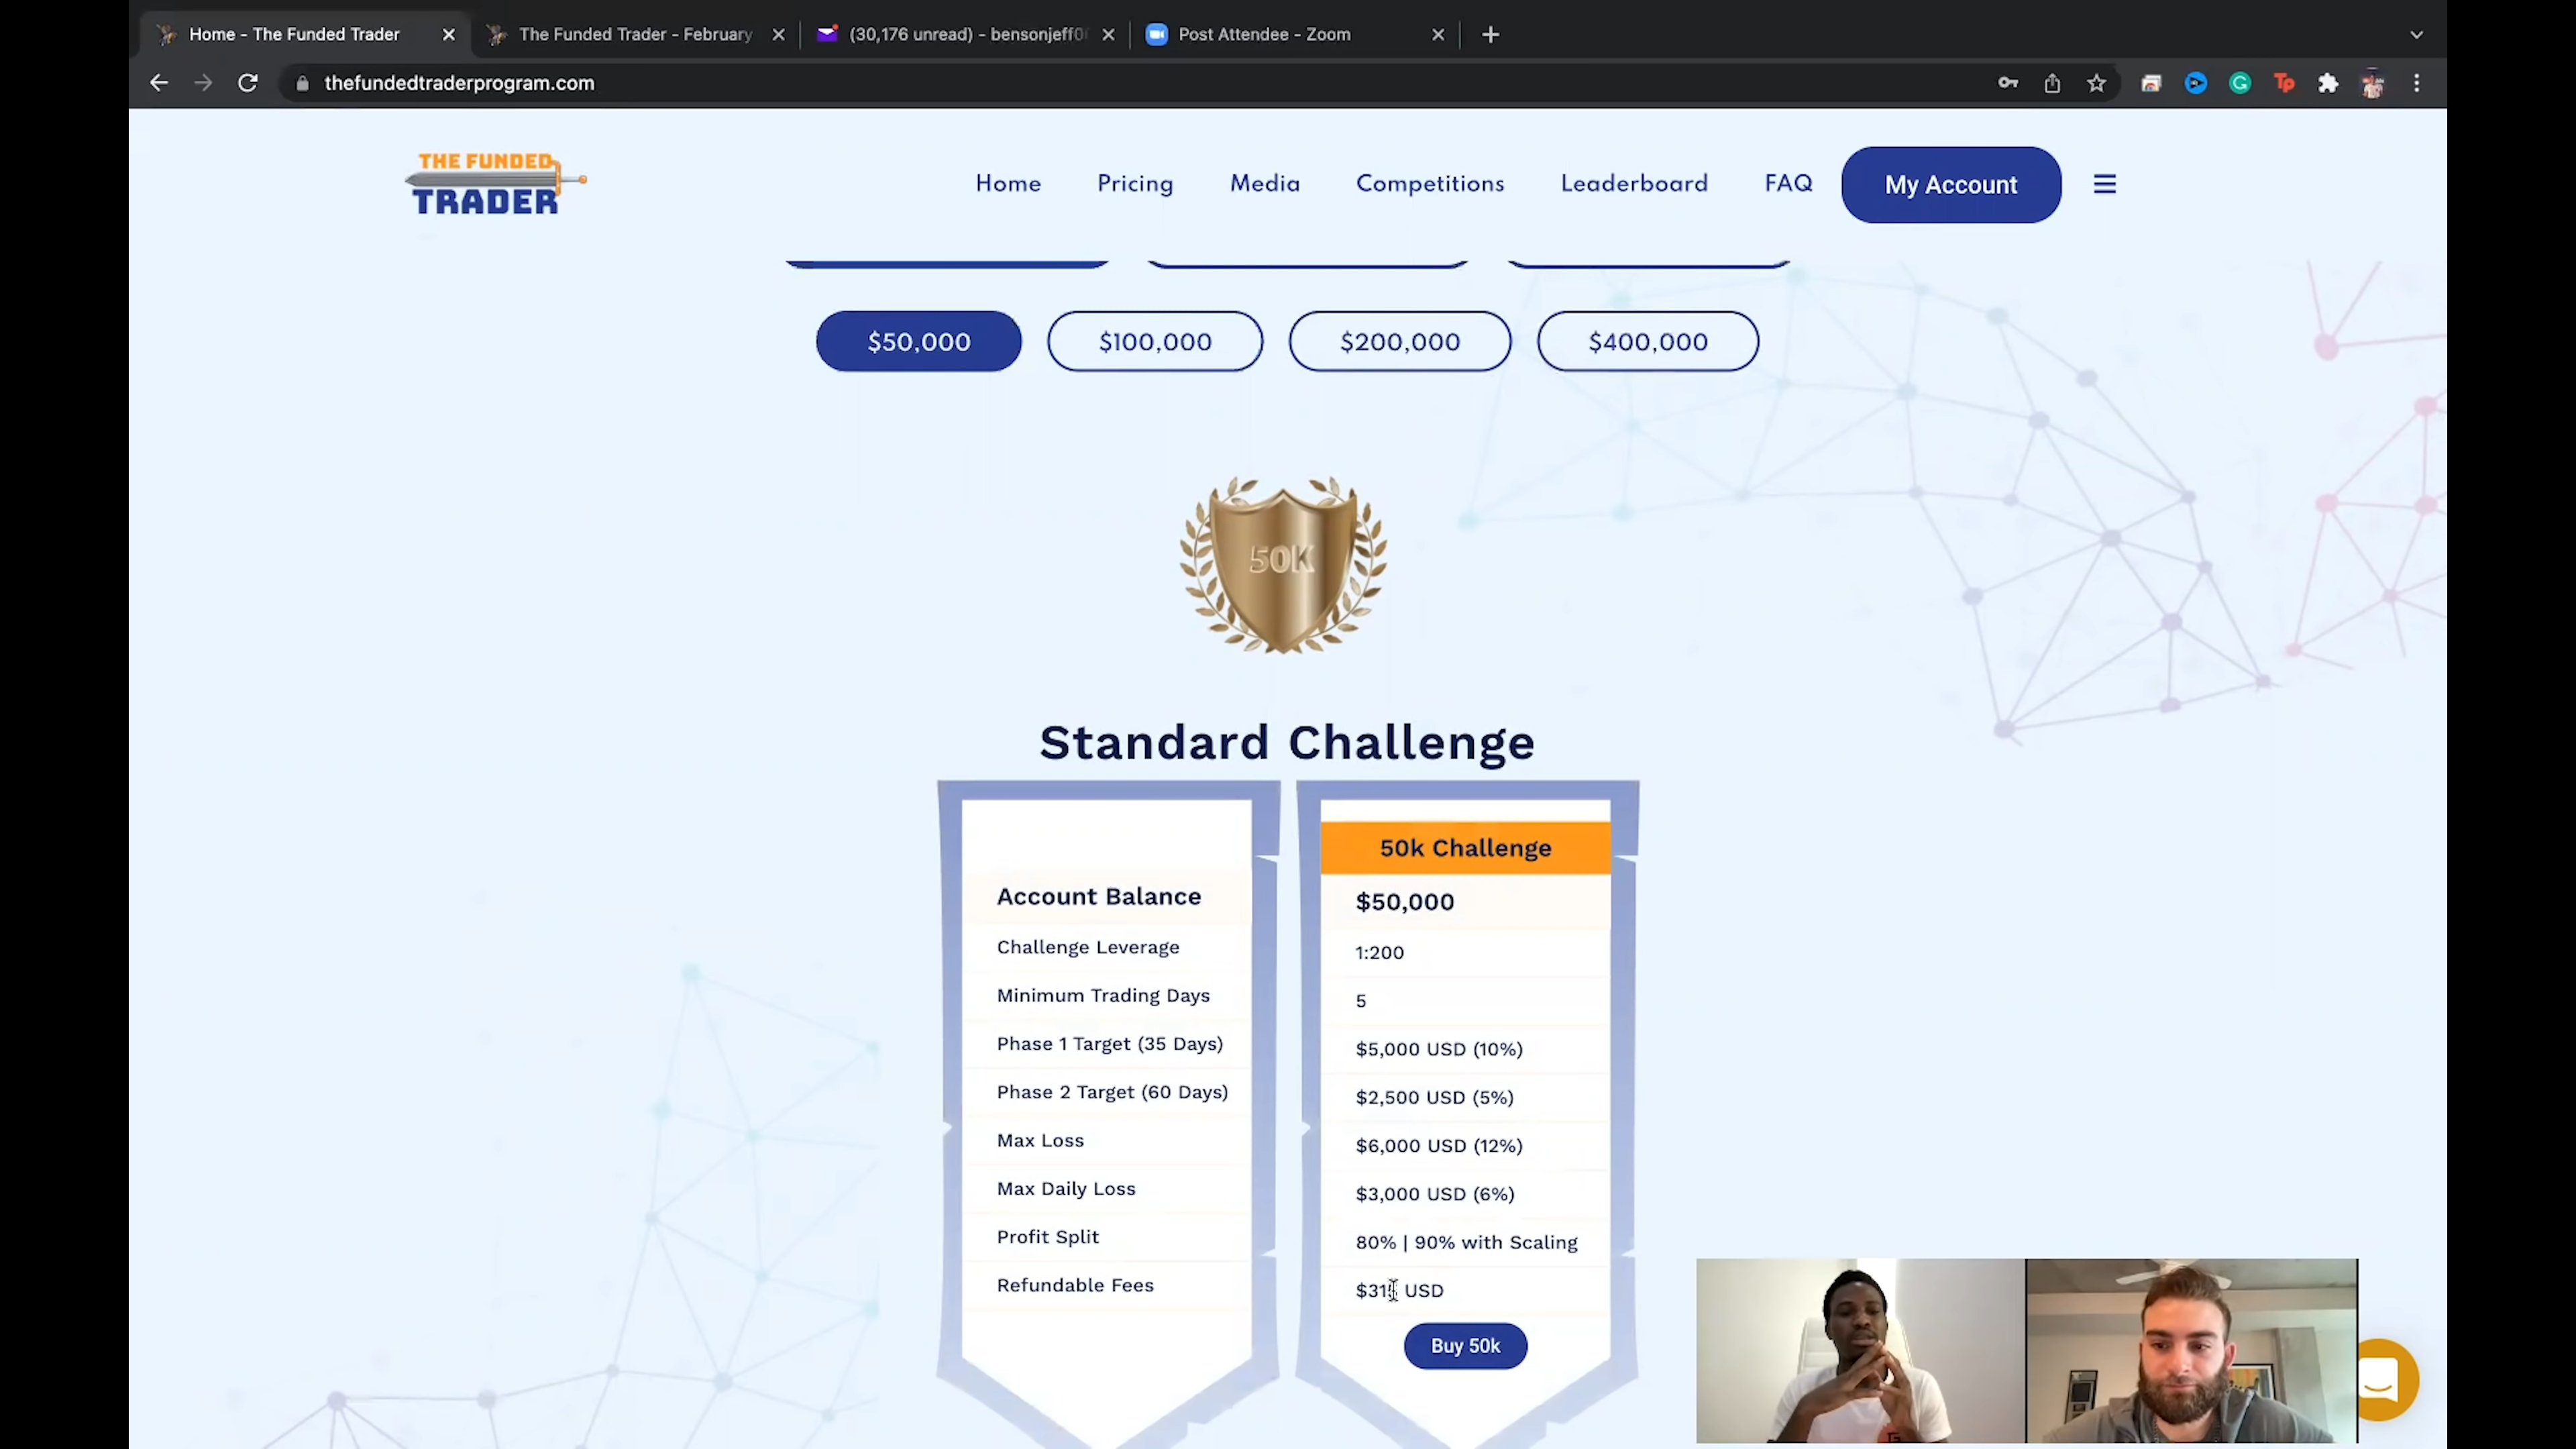 Home - The Funded Trader
The Funded Trader - February
(30,176 unread) - bensonjeff0
Post Attendee - Zoom
thefundedtraderprogram.com
THE FUNDED
TRADER
Home
Pricing
Media
Competitions
Leaderboard
FAQ
My Account
$50,000
$100,000
$200,000
$400,000
50K
Standard Challenge
50k Challenge
Account Balance
$50,000
Challenge Leverage
1:200
Minimum Trading Days
5
Phase 1 Target (35 Days)
$5,000 USD (10%)
Phase 2 Target (60 Days)
$2,500 USD (5%)
Max Loss
$6,000 USD (12%)
Max Daily Loss
$3,000 USD (6%)
Profit Split
80% | 90% with Scaling
Refundable Fees
USD
Buy 50k